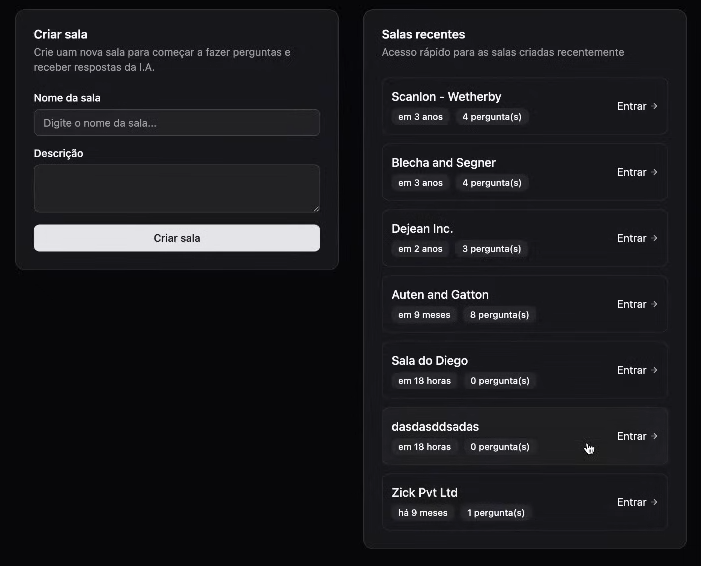 Criar sala
Crie uam nova sala para começar a fazer perguntas e
receber respostas da I.A.
Nome da sala
Digite o nome da sala...
Descrição
Criar sala
Salas recentes
Acesso rápido para as salas criadas recentemente
Scanlon - Wetherby
em 3 anos 4 pergunta(s)
Entrar →
Blecha and Segner
em 3 anos 4 pergunta(s)
Entrar →
Dejean Inc.
em 2 anos 3 pergunta(s)
Entrar →
Auten and Gatton
em 9 meses 8 pergunta(s)
Entrar →
Sala do Diego
em 18 horas 0 pergunta(s)
Entrar →
dasdasddsadas
em 18 horas 0 pergunta(s)
Entrar →
Zick Pvt Ltd
há 9 meses 1 pergunta(s)
Entrar →